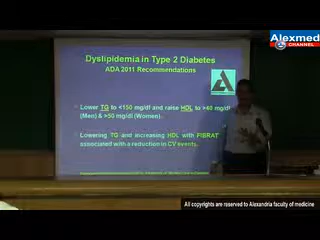 Alexmed
CHANNEL
Dyslipidemia in Type 2 Diabetes
ADA 2011 Recommendations
Lower TG to <150 mg/dl and raise HDL to >40 mg/dl
(Men) & >50 mg/dl (Women).
Lowering TG and increasing HDL with FIBRAT
associated with a reduction in CV events.
All copyrights are reserved to Alexandria faculty of medicine